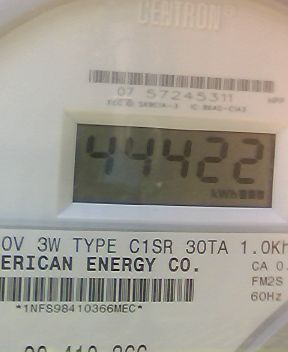 CENTRON®
07 57245311
44422
kWh
0V 3W TYPE C1SR 30TA 1.0Kh
ERICAN ENERGY CO.
CA 0.
FM2S
60Hz
*1NFS98410366MEC*